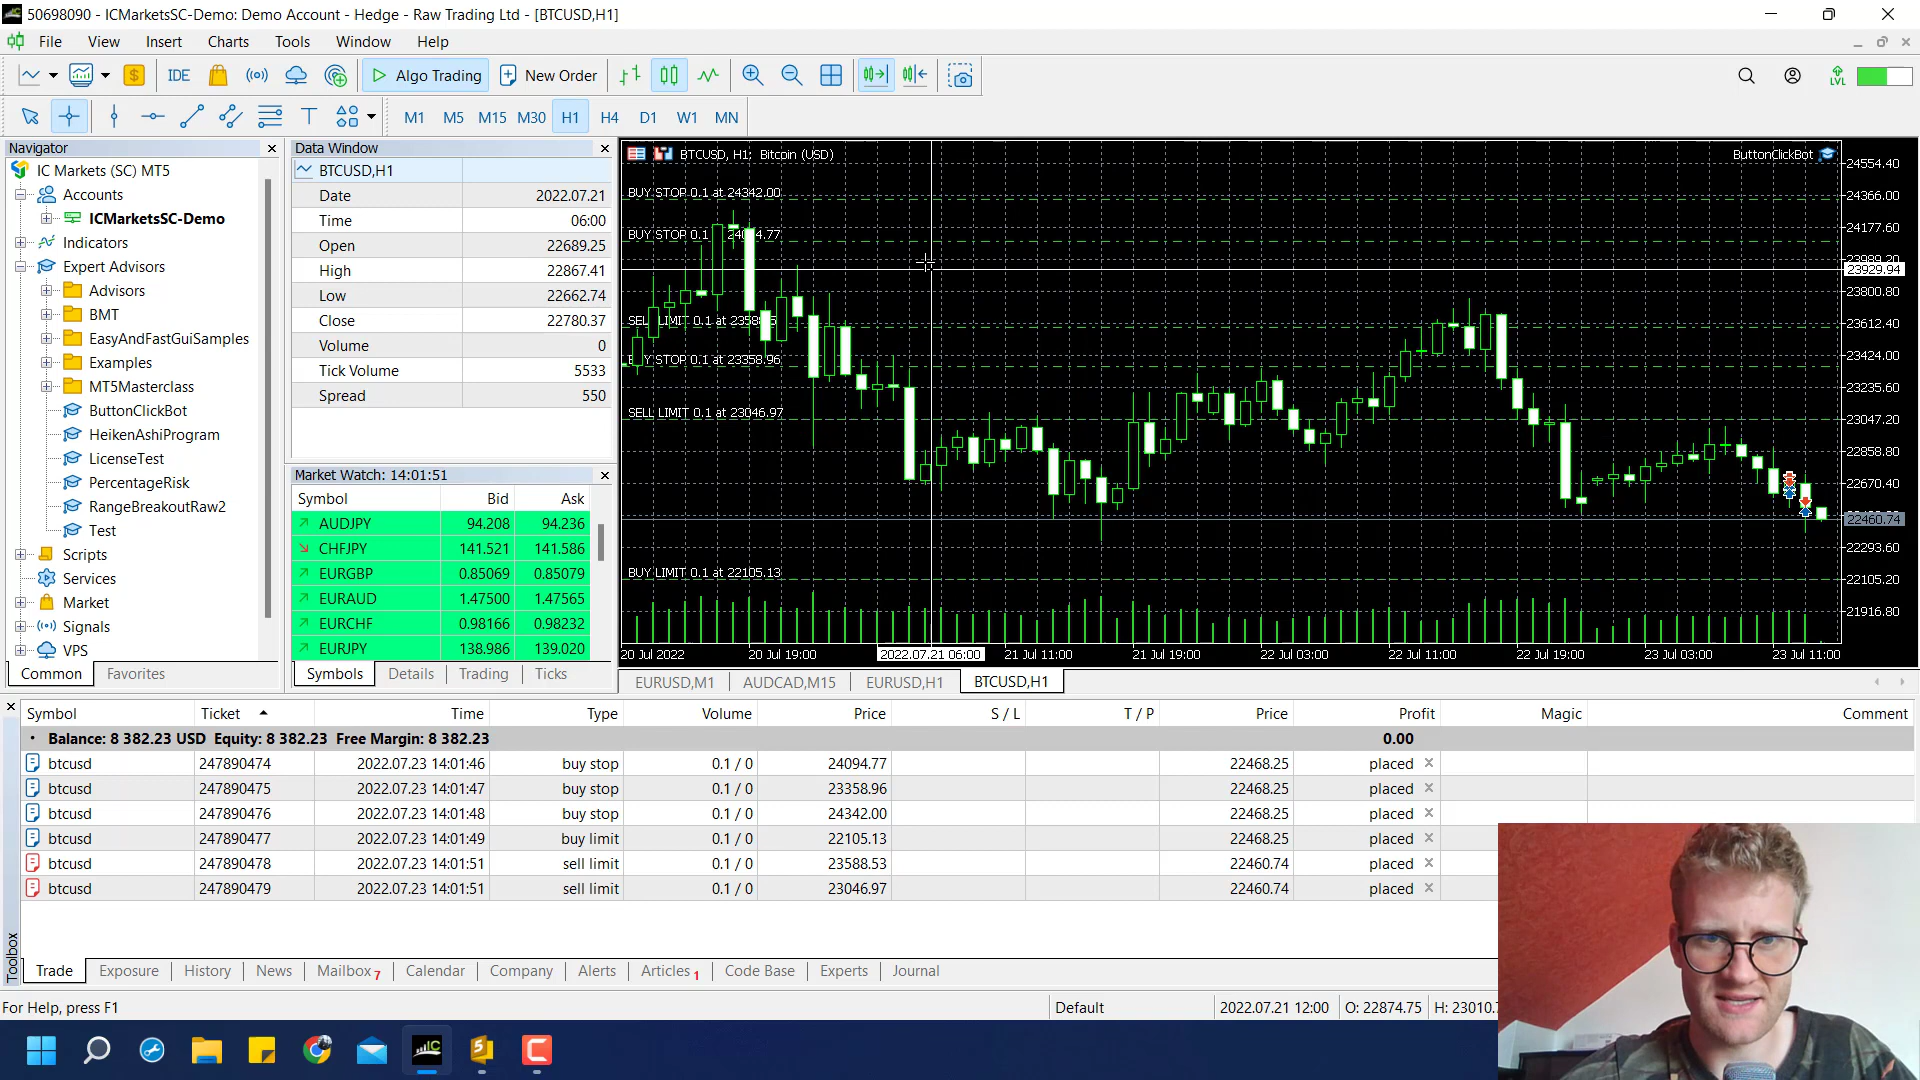 50698090 - ICMarketsSC-Demo: Demo Account - Hedge - Raw Trading Ltd - [BTCUSD,H1]
File View Insert Charts Tools Window Help
IDE Algo Trading New Order LVL
M1 M5 M15 M30 H1 H4 D1 W1 MN
Navigator
IC Markets (SC) MT5
Accounts
ICMarketsSC-Demo
Indicators
Expert Advisors
Advisors
BMT
EasyAndFastGuiSamples
Examples
MT5Masterclass
ButtonClickBot
HeikenAshiProgram
LicenseTest
PercentageRisk
RangeBreakoutRaw2
Test
Scripts
Services
Market
Signals
VPS
Common Favorites
Data Window
BTCUSD,H1
Date 2022.07.21
Time 06:00
Open 22689.25
High 22867.41
Low 22662.74
Close 22780.37
Volume 0
Tick Volume 5533
Spread 550
Market Watch: 14:01:51
Symbol Bid Ask
AUDJPY 94.208 94.236
CHFJPY 141.521 141.586
EURGBP 0.85069 0.85079
EURAUD 1.47500 1.47565
EURCHF 0.98166 0.98232
EURJPY 138.986 139.020
Symbols Details Trading Ticks
BTCUSD, H1: Bitcoin (USD)
ButtonClickBot
BUY STOP 0.1 at 24342.00
BUY STOP 0.1
SELL LIMIT 0.1 at
BUY STOP 0.1 at 23358.96
SELL LIMIT 0.1 at 23046.97
BUY LIMIT 0.1 at 22105.13
24554.40
24366.00
24177.60
23929.94
23800.80
23612.40
23424.00
23235.60
23047.20
22858.80
22670.40
22460.74
22293.60
22105.20
21916.80
20 Jul 2022 20 Jul 19:00 2022.07.21 06:00 21 Jul 11:00 21 Jul 19:00 22 Jul 03:00 22 Jul 11:00 22 Jul 19:00 23 Jul 03:00 23 Jul 11:00
EURUSD,M1 AUDCAD,M15 EURUSD,H1 BTCUSD,H1
Symbol Ticket Time Type Volume Price S / L T / P Price Profit Magic Comment
Balance: 8 382.23 USD Equity: 8 382.23 Free Margin: 8 382.23 0.00
btcusd 247890474 2022.07.23 14:01:46 buy stop 0.1 / 0 24094.77 22468.25 placed
btcusd 247890475 2022.07.23 14:01:47 buy stop 0.1 / 0 23358.96 22468.25 placed
btcusd 247890476 2022.07.23 14:01:48 buy stop 0.1 / 0 24342.00 22468.25 placed
btcusd 247890477 2022.07.23 14:01:49 buy limit 0.1 / 0 22105.13 22468.25 placed
btcusd 247890478 2022.07.23 14:01:51 sell limit 0.1 / 0 23588.53 22460.74 placed
btcusd 247890479 2022.07.23 14:01:51 sell limit 0.1 / 0 23046.97 22460.74 placed
Toolbox
Trade Exposure History News Mailbox 7 Calendar Company Alerts Articles 1 Code Base Experts Journal
For Help, press F1 Default 2022.07.21 12:00 O: 22874.75 H: 23010.